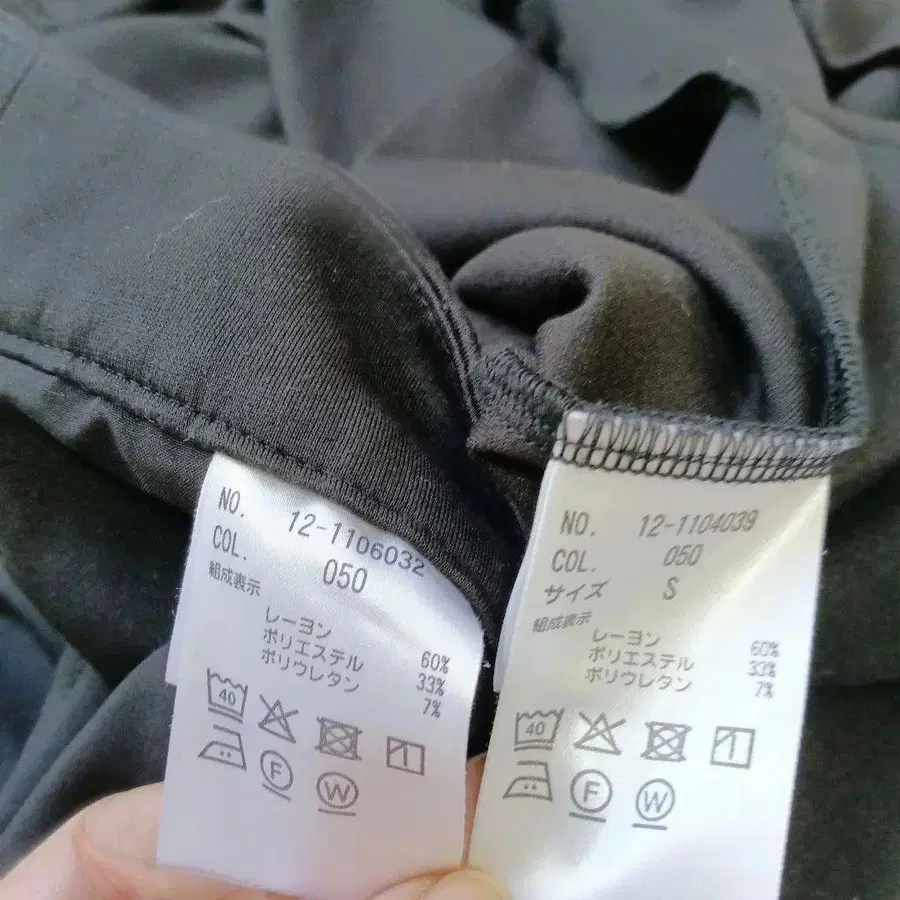 NO. 12-1106032
COL. 050
組成表示
レーヨン 60%
ポリエステル 33%
ポリウレタン 7%
40
F
W
NO. 12-1104039
COL. 050
サイズ S
組成表示
レーヨン 60%
ポリエステル 33%
ポリウレタン 7%
40
F
W